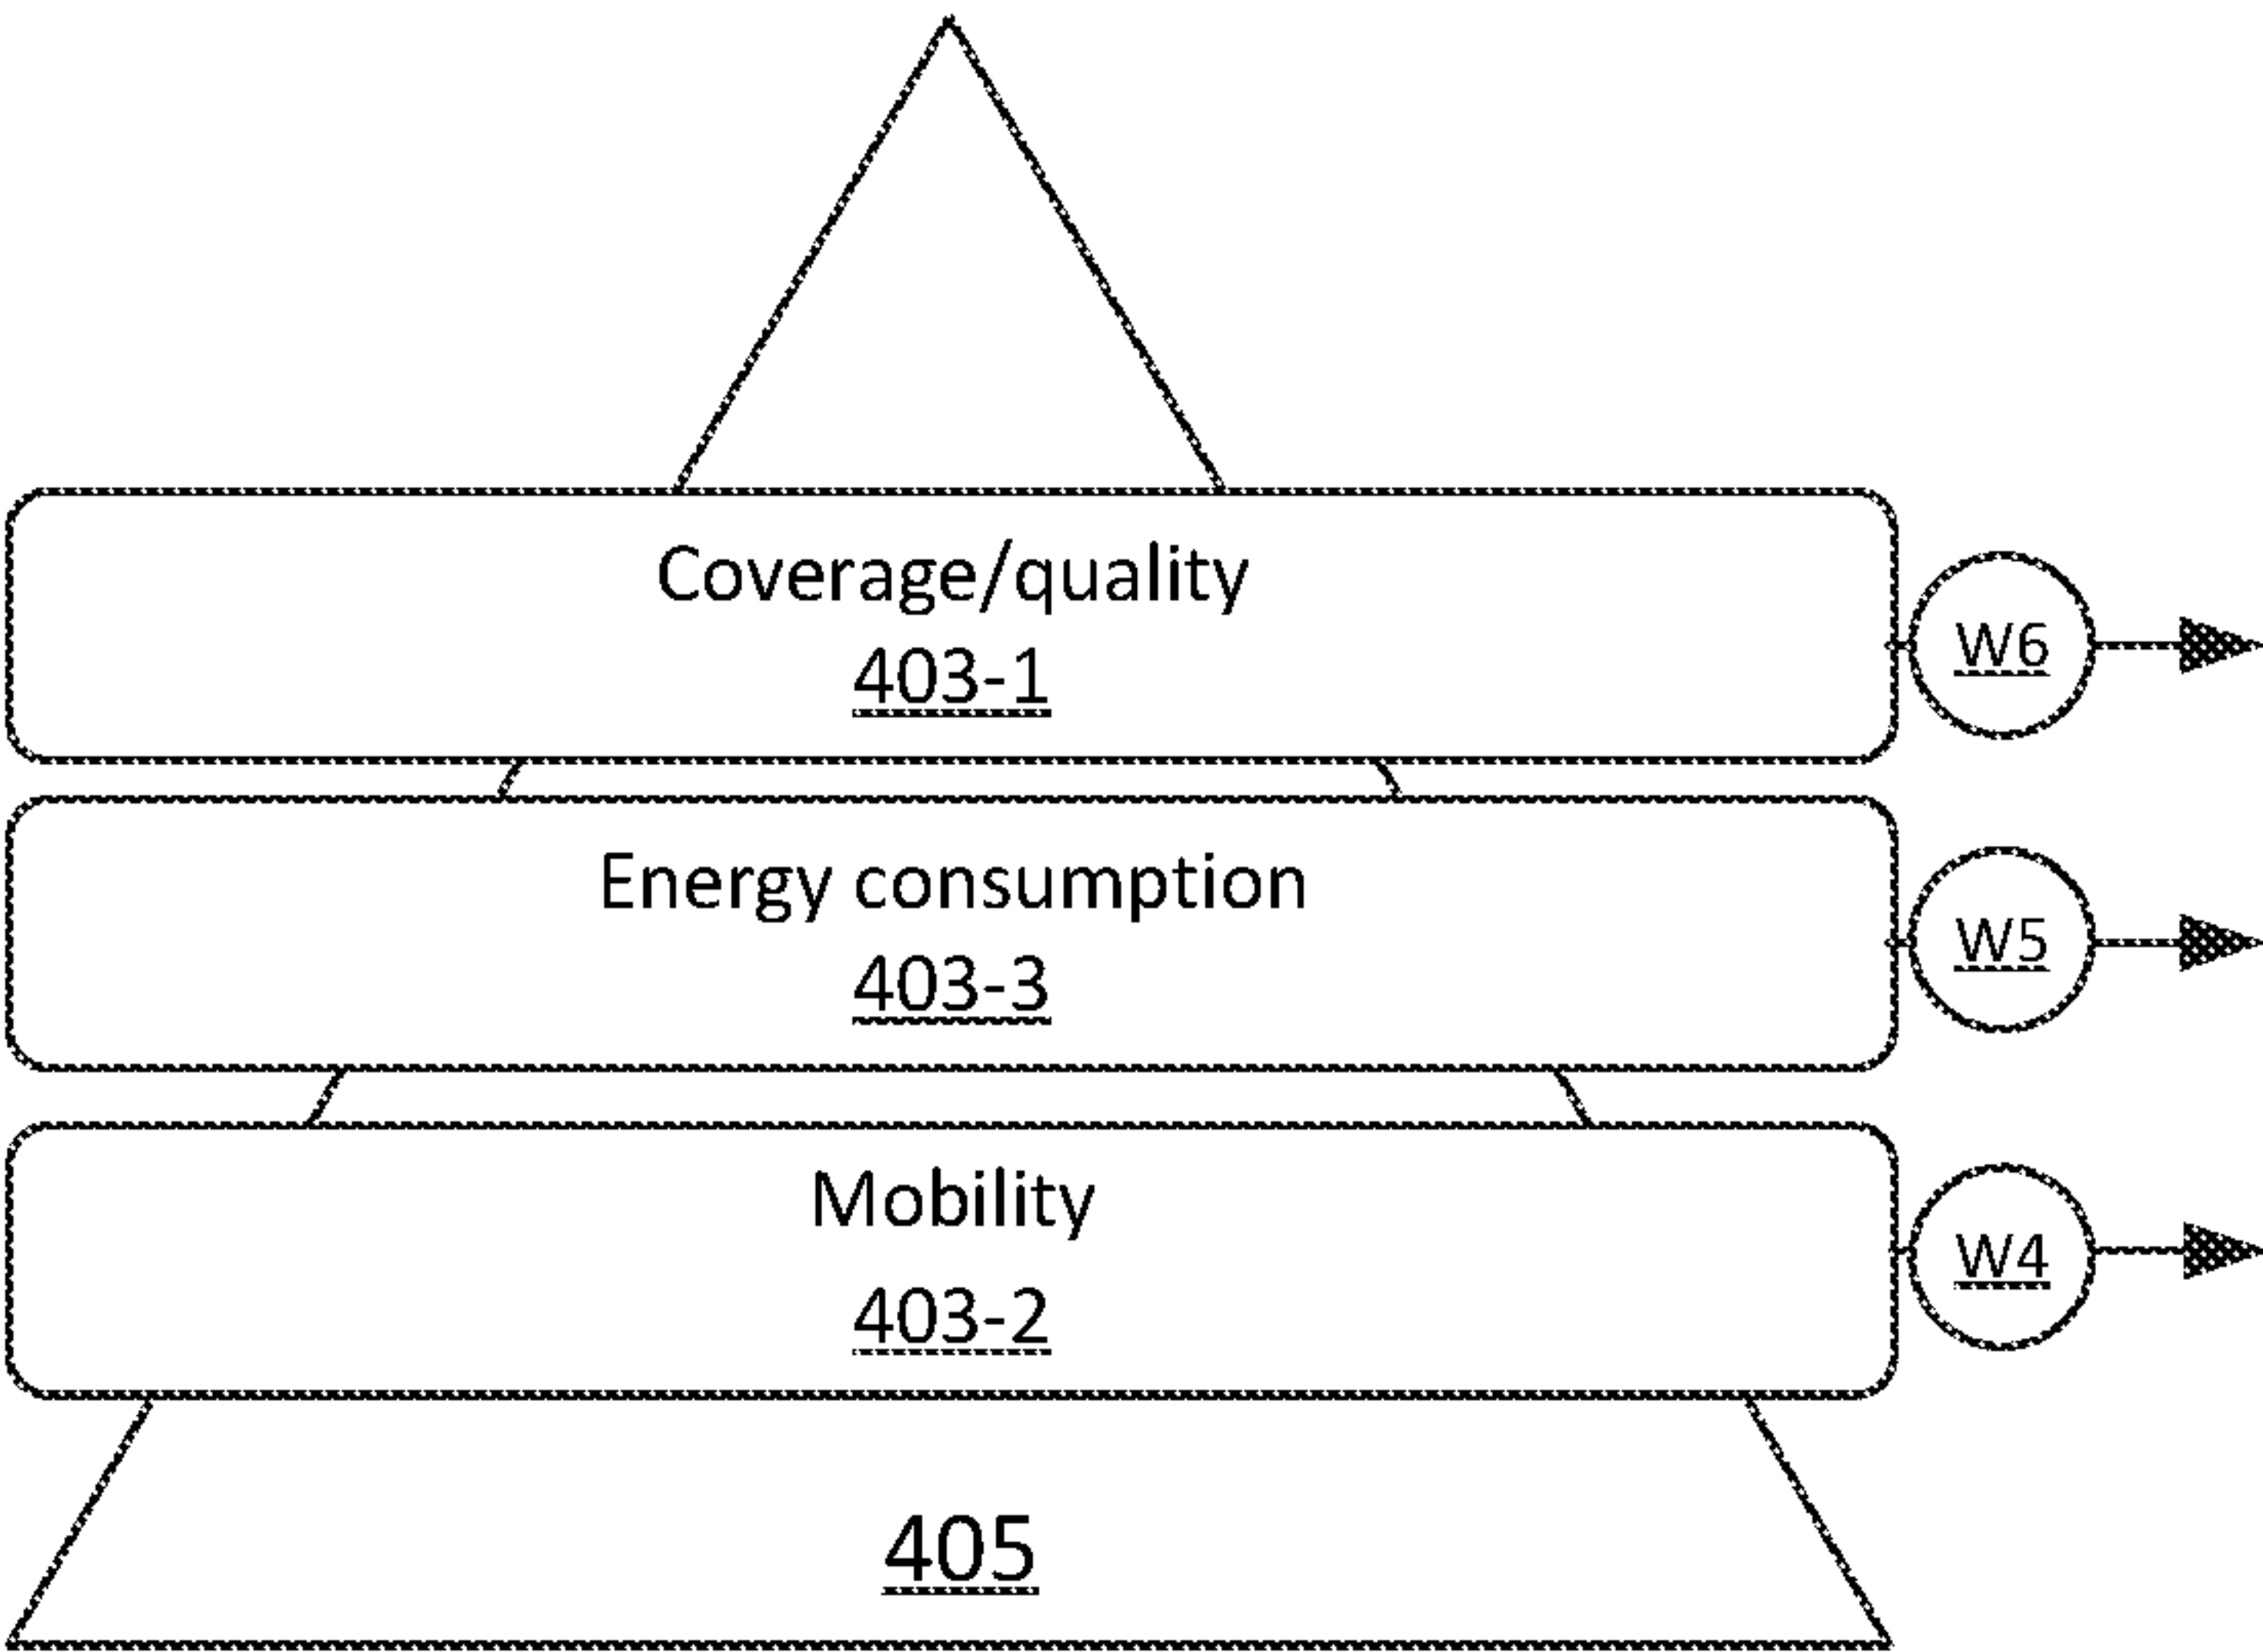 Coverage/quality
403-1
W6
Energy consumption
403-3
W5
Mobility
403-2
W4
405